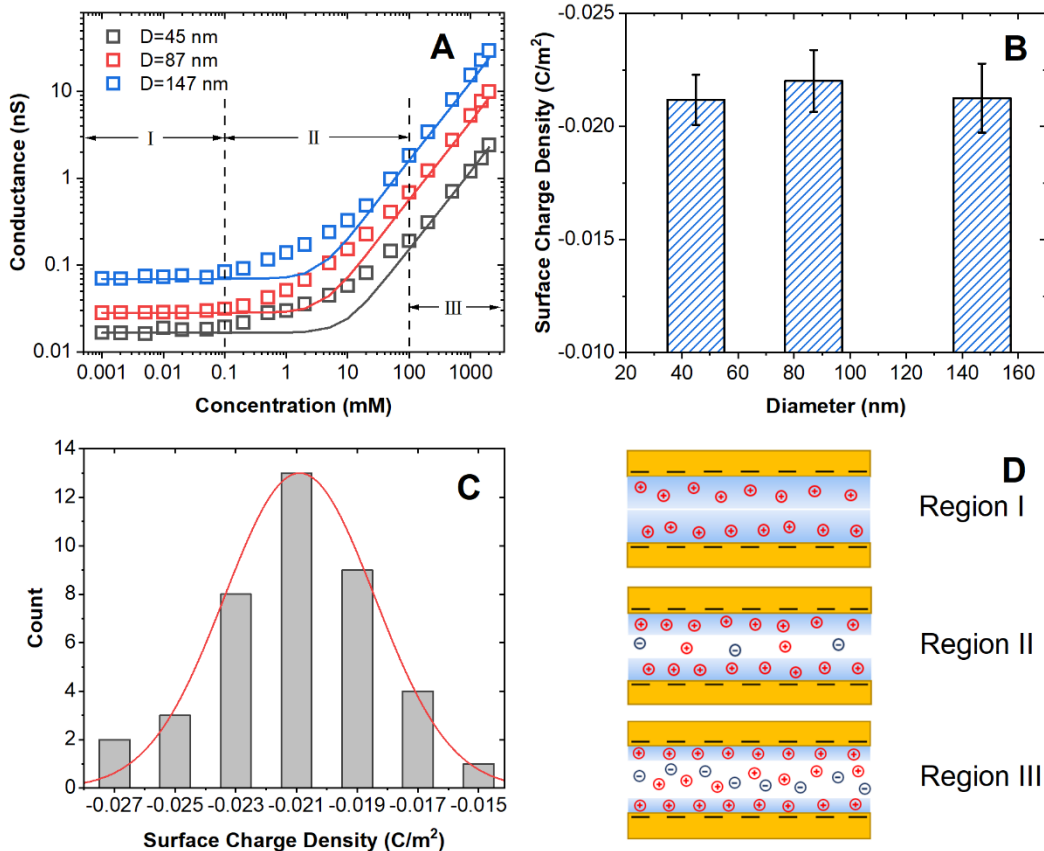 A
D=45 nm
D=87 nm
D=147 nm
I
II
III
Conductance (nS)
10
1
0.1
0.01
0.001
0.01
0.1
1
10
100
1000
Concentration (mM)
B
Surface Charge Density (C/m²)
-0.025
-0.020
-0.015
-0.010
20
40
60
80
100
120
140
160
Diameter (nm)
C
Count
14
12
10
8
6
4
2
0
-0.027
-0.025
-0.023
-0.021
-0.019
-0.017
-0.015
Surface Charge Density (C/m²)
D
Region I
Region II
Region III